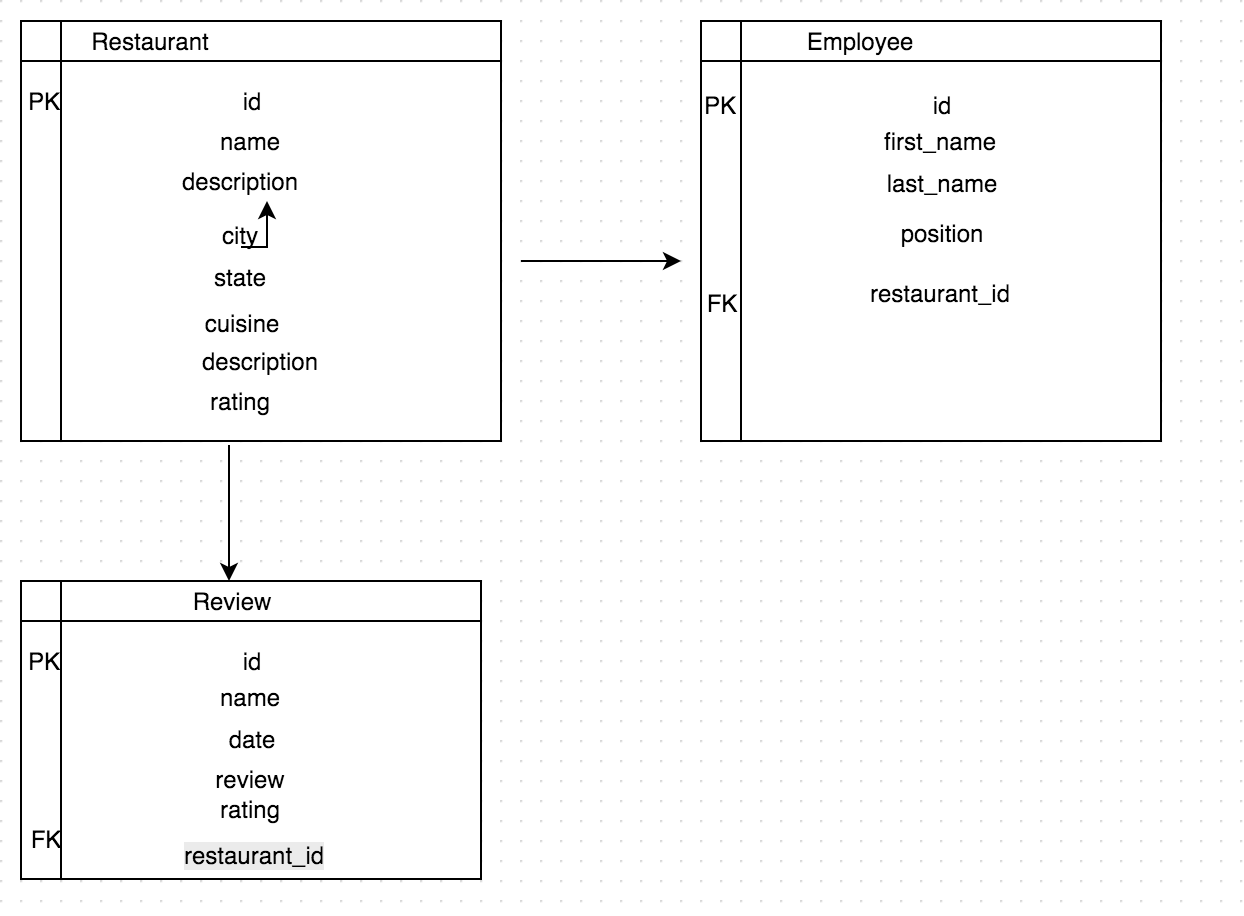 Restaurant
PK id
name
description
city
state
cuisine
description
rating
Employee
PK id
first_name
last_name
position
FK restaurant_id
Review
PK id
name
date
review
rating
FK restaurant_id